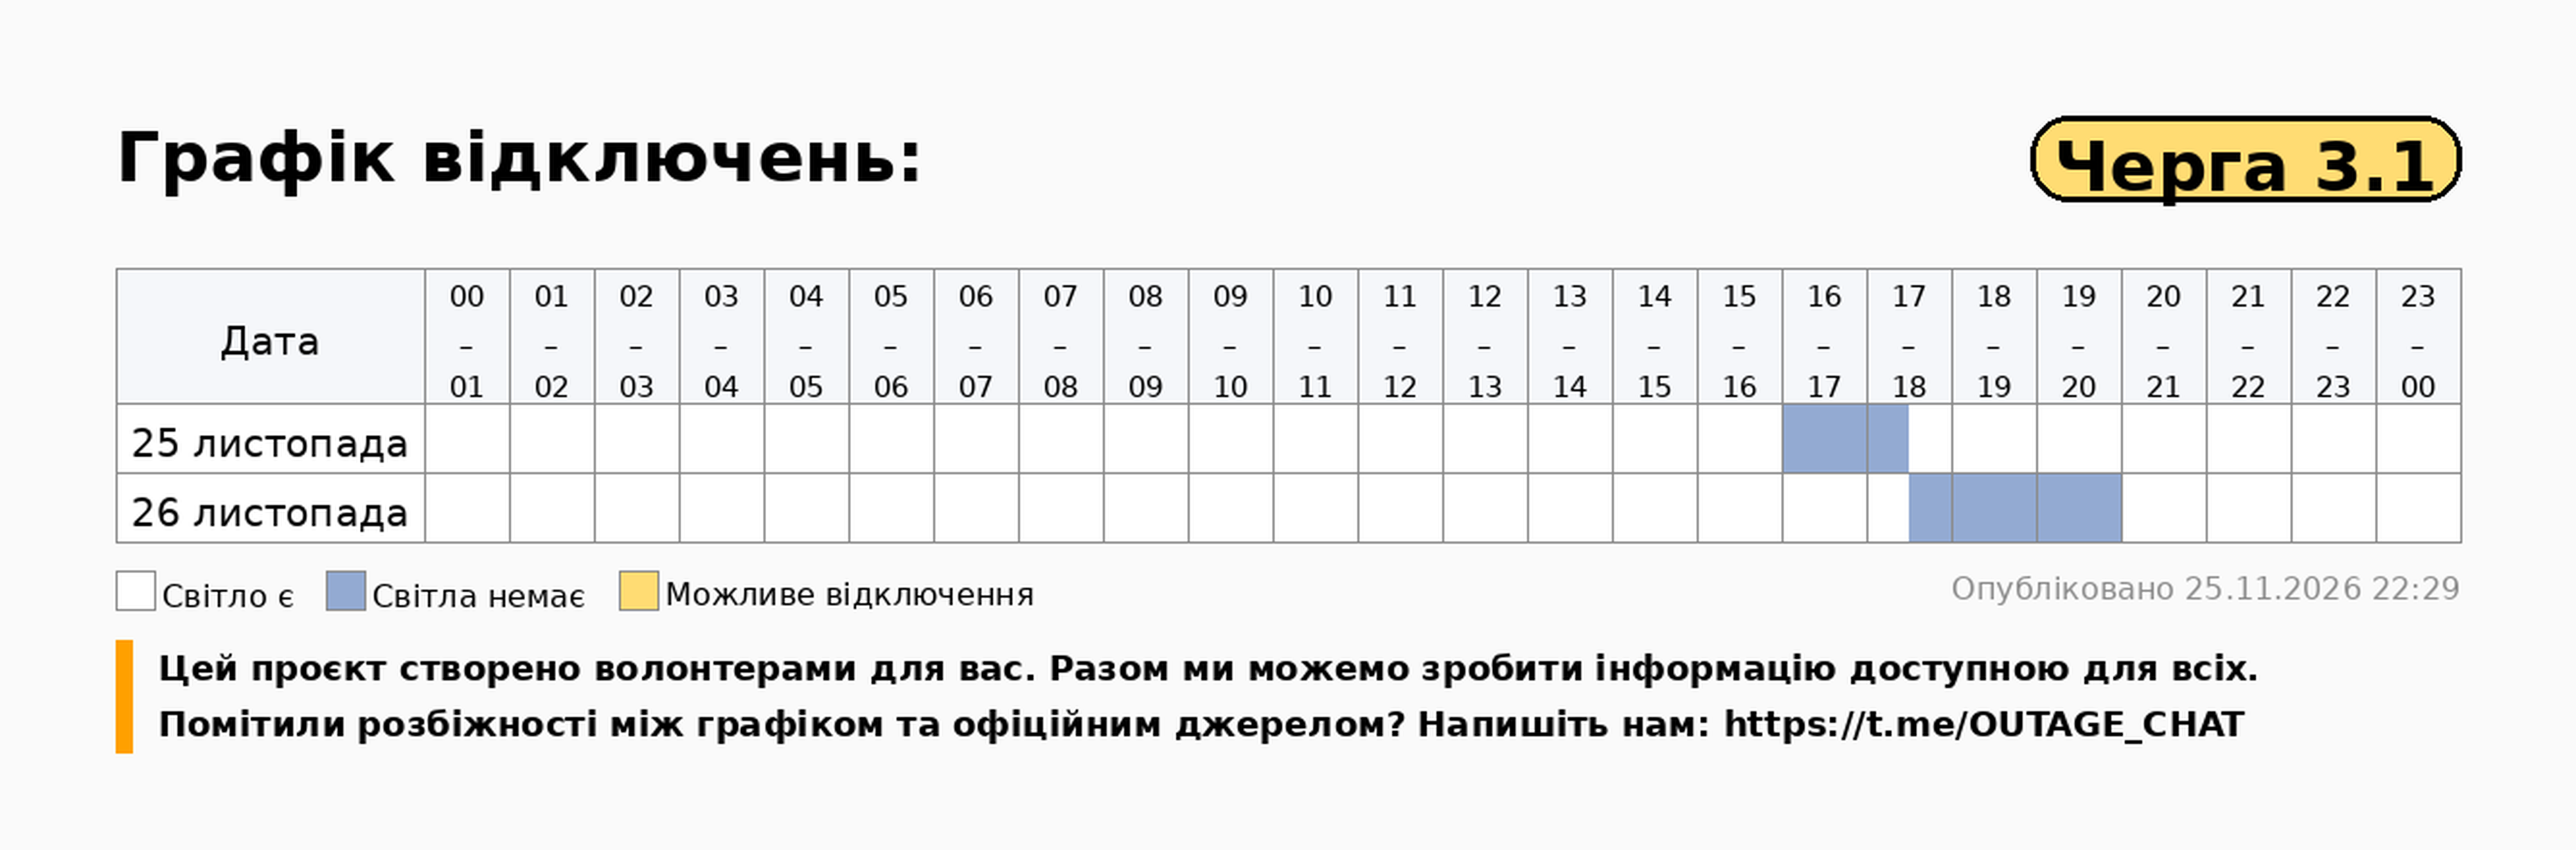 Графік відключень:
Черга 3.1
Дата
00 – 01
01 – 02
02 – 03
03 – 04
04 – 05
05 – 06
06 – 07
07 – 08
08 – 09
09 – 10
10 – 11
11 – 12
12 – 13
13 – 14
14 – 15
15 – 16
16 – 17
17 – 18
18 – 19
19 – 20
20 – 21
21 – 22
22 – 23
23 – 00
25 листопада
26 листопада
Світло є
Світла немає
Можливе відключення
Опубліковано 25.11.2026 22:29
Цей проєкт створено волонтерами для вас. Разом ми можемо зробити інформацію доступною для всіх.
Помітили розбіжності між графіком та офіційним джерелом? Напишіть нам: https://t.me/OUTAGE_CHAT